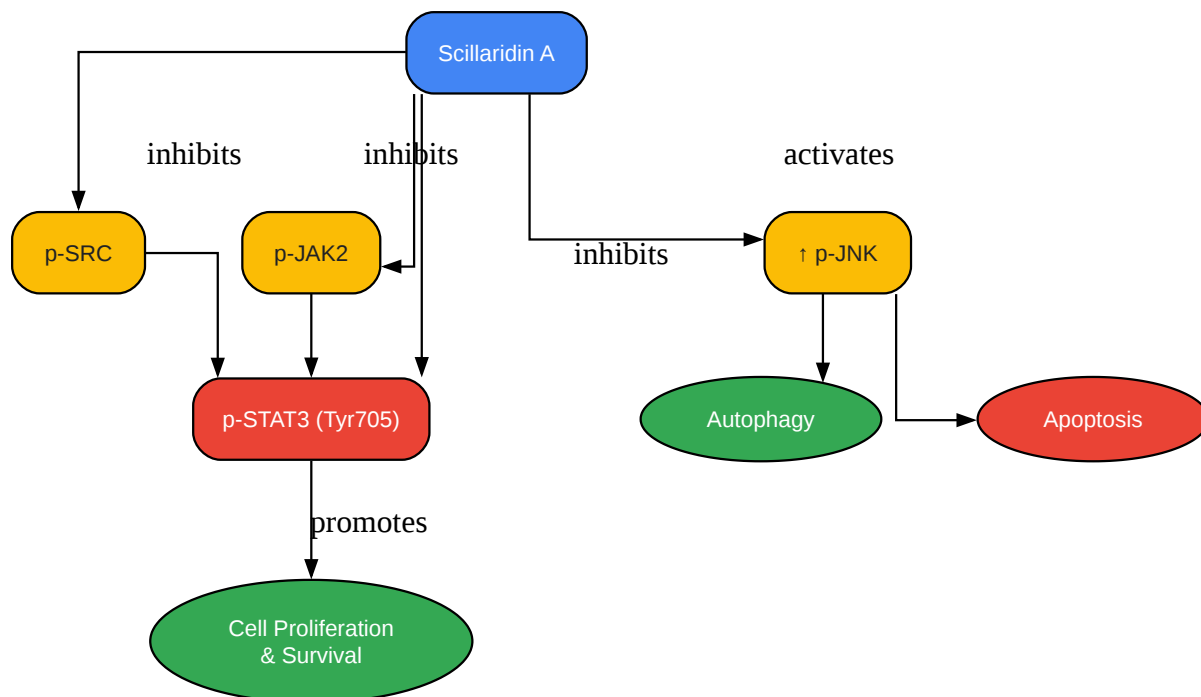 Scillaridin A
inhibits
inhibits
activates
p-SRC
p-JAK2
inhibits
↑ p-JNK
p-STAT3 (Tyr705)
Autophagy
Apoptosis
promotes
Cell Proliferation
& Survival